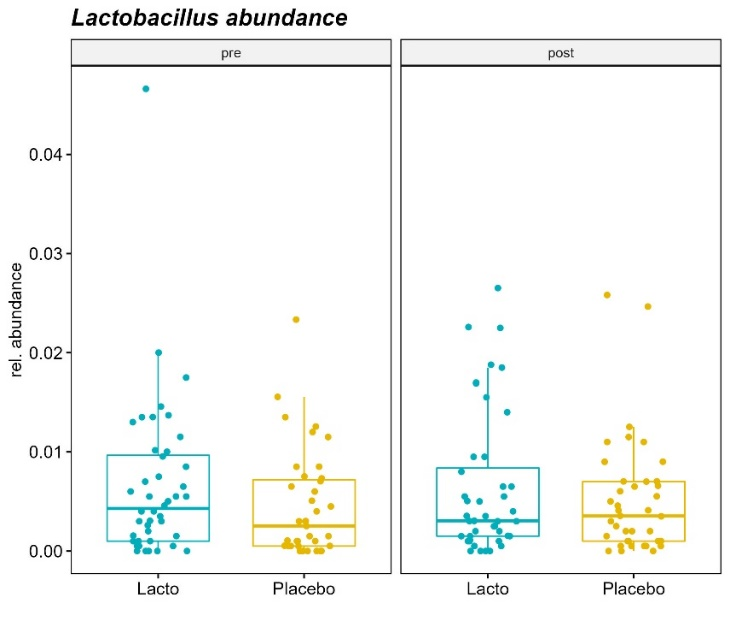 Lactobacillus abundance
pre
post
rel. abundance
0.04
0.03
0.02
0.01
0.00
Lacto
Placebo
Lacto
Placebo